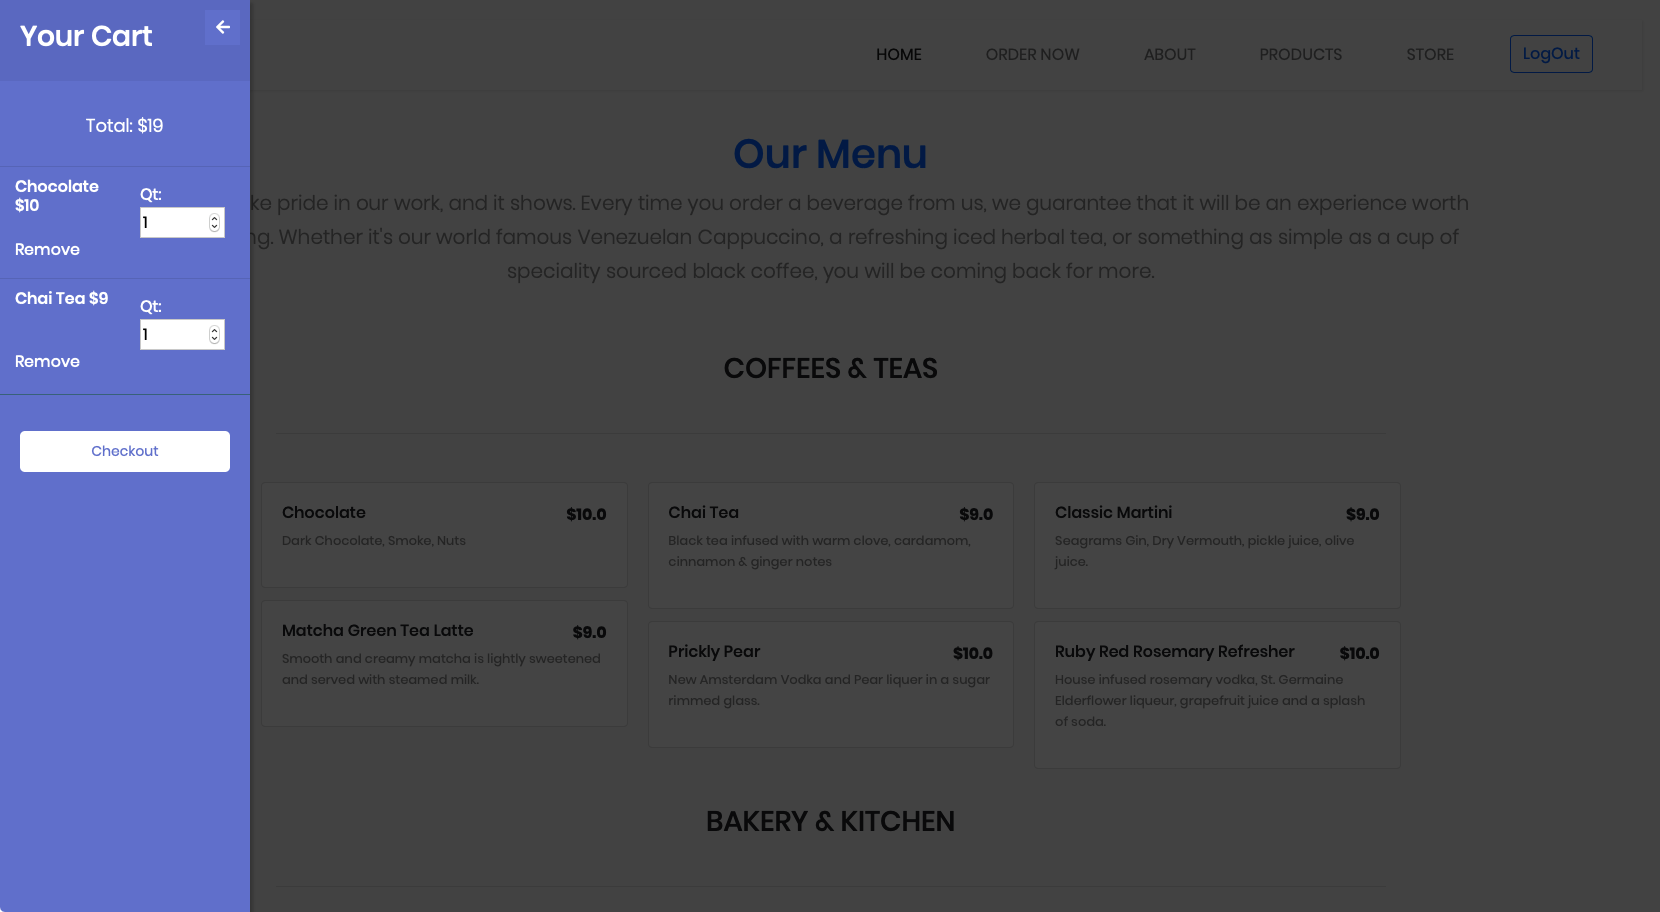 Your Cart
Total: $19
Chocolate
$10
Qt:
1
Remove
Chai Tea $9
Qt:
1
Remove
Checkout
HOME
ORDER NOW
ABOUT
PRODUCTS
STORE
LogOut
Our Menu
pride in our work, and it shows. Every time you order a beverage from us, we guarantee that it will be an experience worth
Whether it's our world famous Venezuelan Cappuccino, a refreshing iced herbal tea, or something as simple as a cup of
speciality sourced black coffee, you will be coming back for more.
COFFEES & TEAS
Chocolate
$10.0
Dark Chocolate, Smoke, Nuts
Matcha Green Tea Latte
$9.0
Smooth and creamy matcha is lightly sweetened
and served with steamed milk.
Chai Tea
$9.0
Black tea infused with warm clove, cardamom,
cinnamon & ginger notes
Prickly Pear
$10.0
New Amsterdam Vodka and Pear liquer in a sugar
rimmed glass.
Classic Martini
$9.0
Seagrams Gin, Dry Vermouth, pickle juice, olive
juice.
Ruby Red Rosemary Refresher
$10.0
House infused rosemary vodka, St. Germaine
Elderflower liqueur, grapefruit juice and a splash
of soda.
BAKERY & KITCHEN